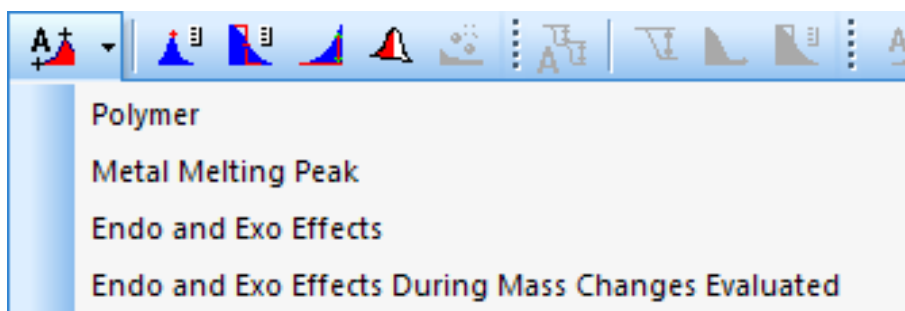 Polymer
Metal Melting Peak
Endo and Exo Effects
Endo and Exo Effects During Mass Changes Evaluated